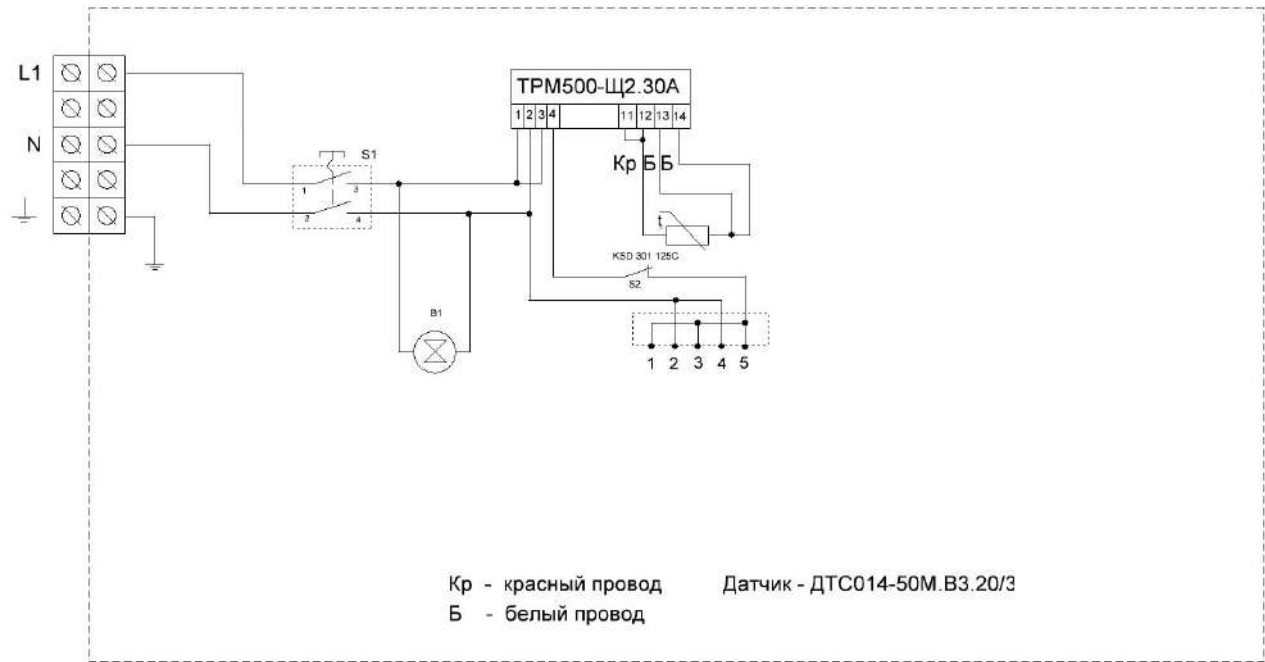 L1
N
ТРМ500-Щ2.30А
1 2 3 4 11 12 13 14
Кр Б Б
S1
1 3
2 4
t
KSD 301 125C
S2
B1
1 2 3 4 5
Кр - красный провод Датчик - ДТС014-50М.В3.20/3
Б - белый провод